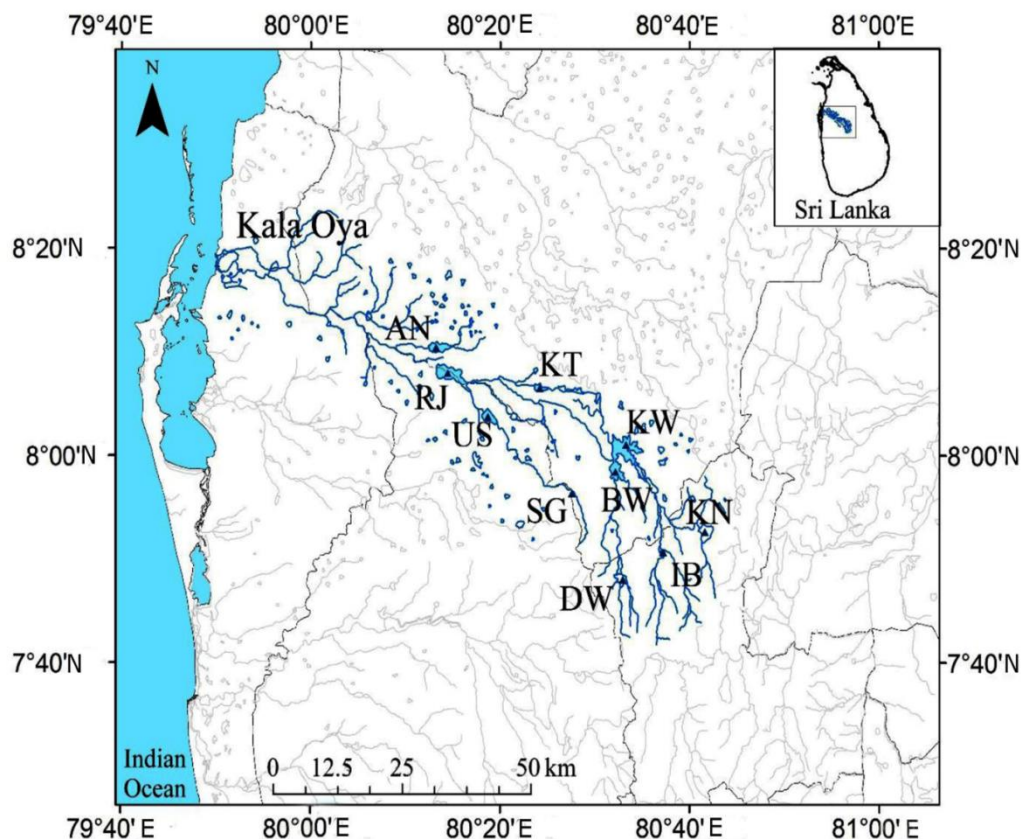 79°40'E 80°00'E 80°20'E 80°40'E 81°00'E
N
Sri Lanka
Kala Oya
8°20'N 8°20'N
AN
KT
RJ
US
KW
8°00'N 8°00'N
SG
BW
KN
DW
IB
7°40'N 7°40'N
Indian
Ocean
0 12.5 25 50 km
79°40'E 80°00'E 80°20'E 80°40'E 81°00'E